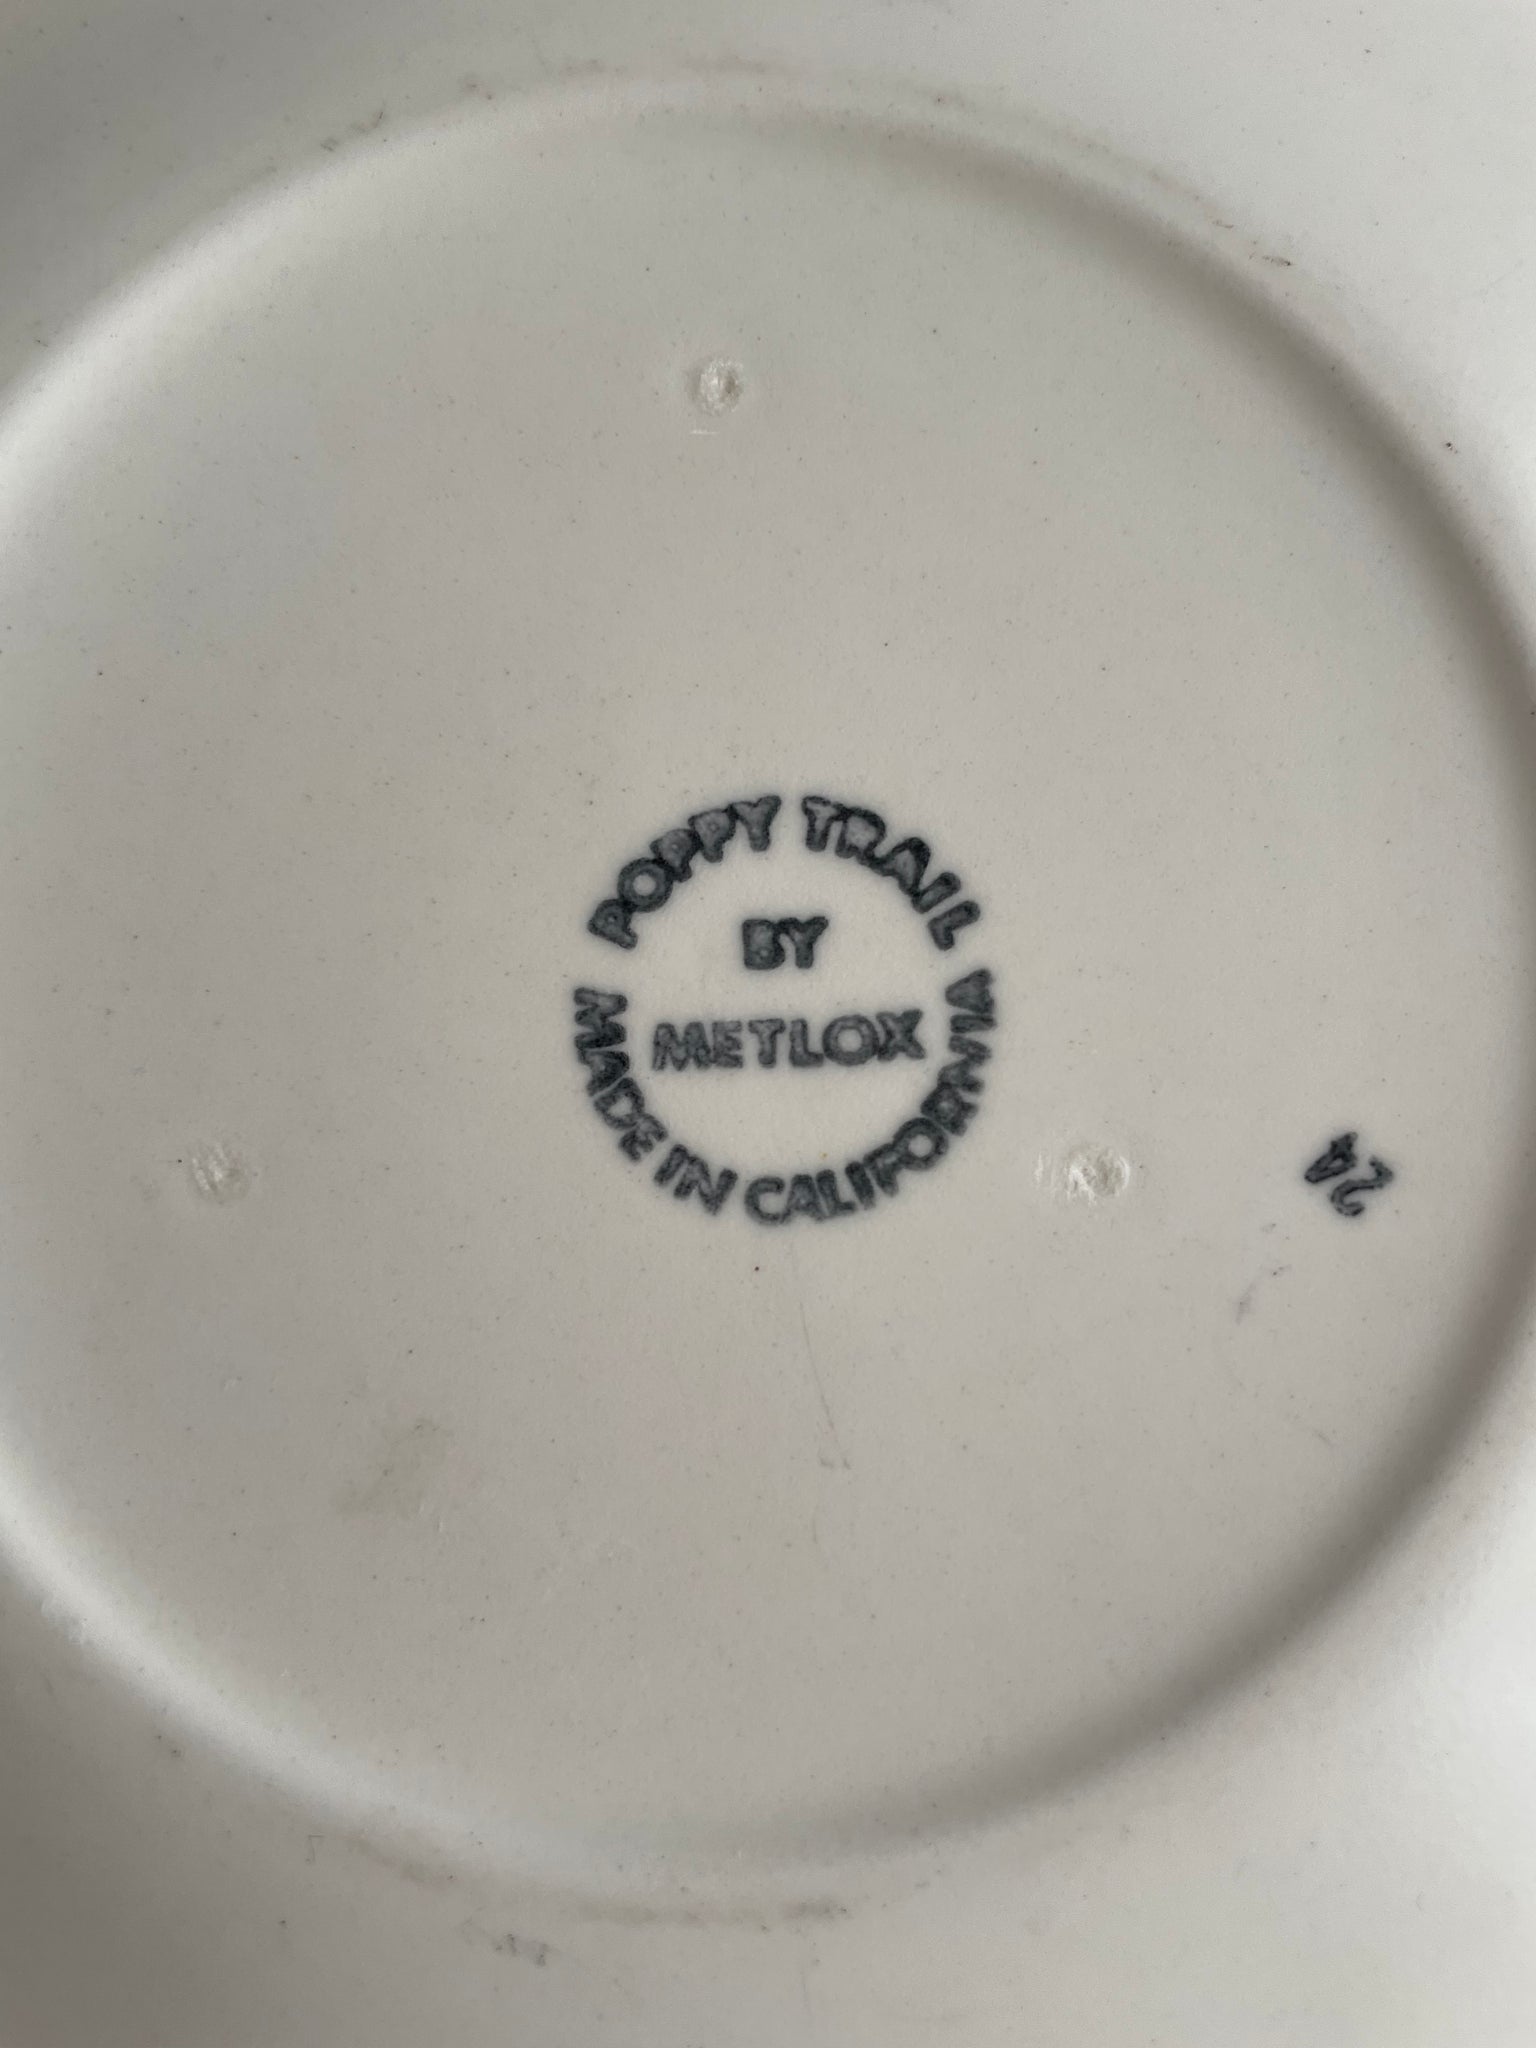 POPPY TRAIL
BY
METLOX
MADE IN CALIFORNIA
24